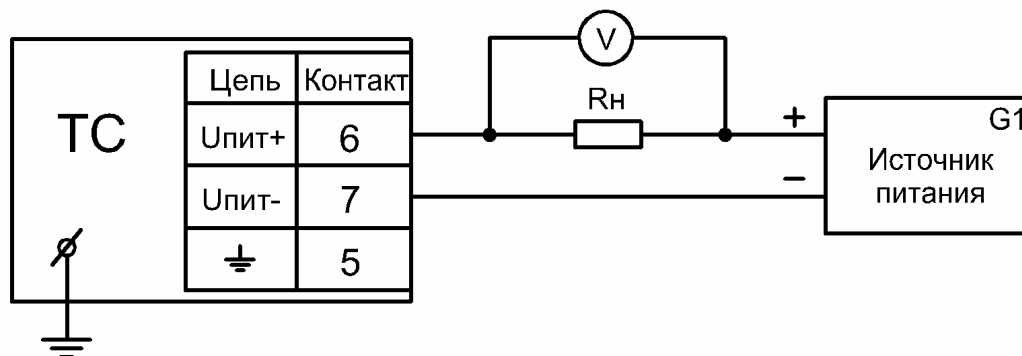 ТС
Цепь Контакт
Uпит+ 6
Uпит- 7
5
V
Rн
+
−
G1
Источник
питания